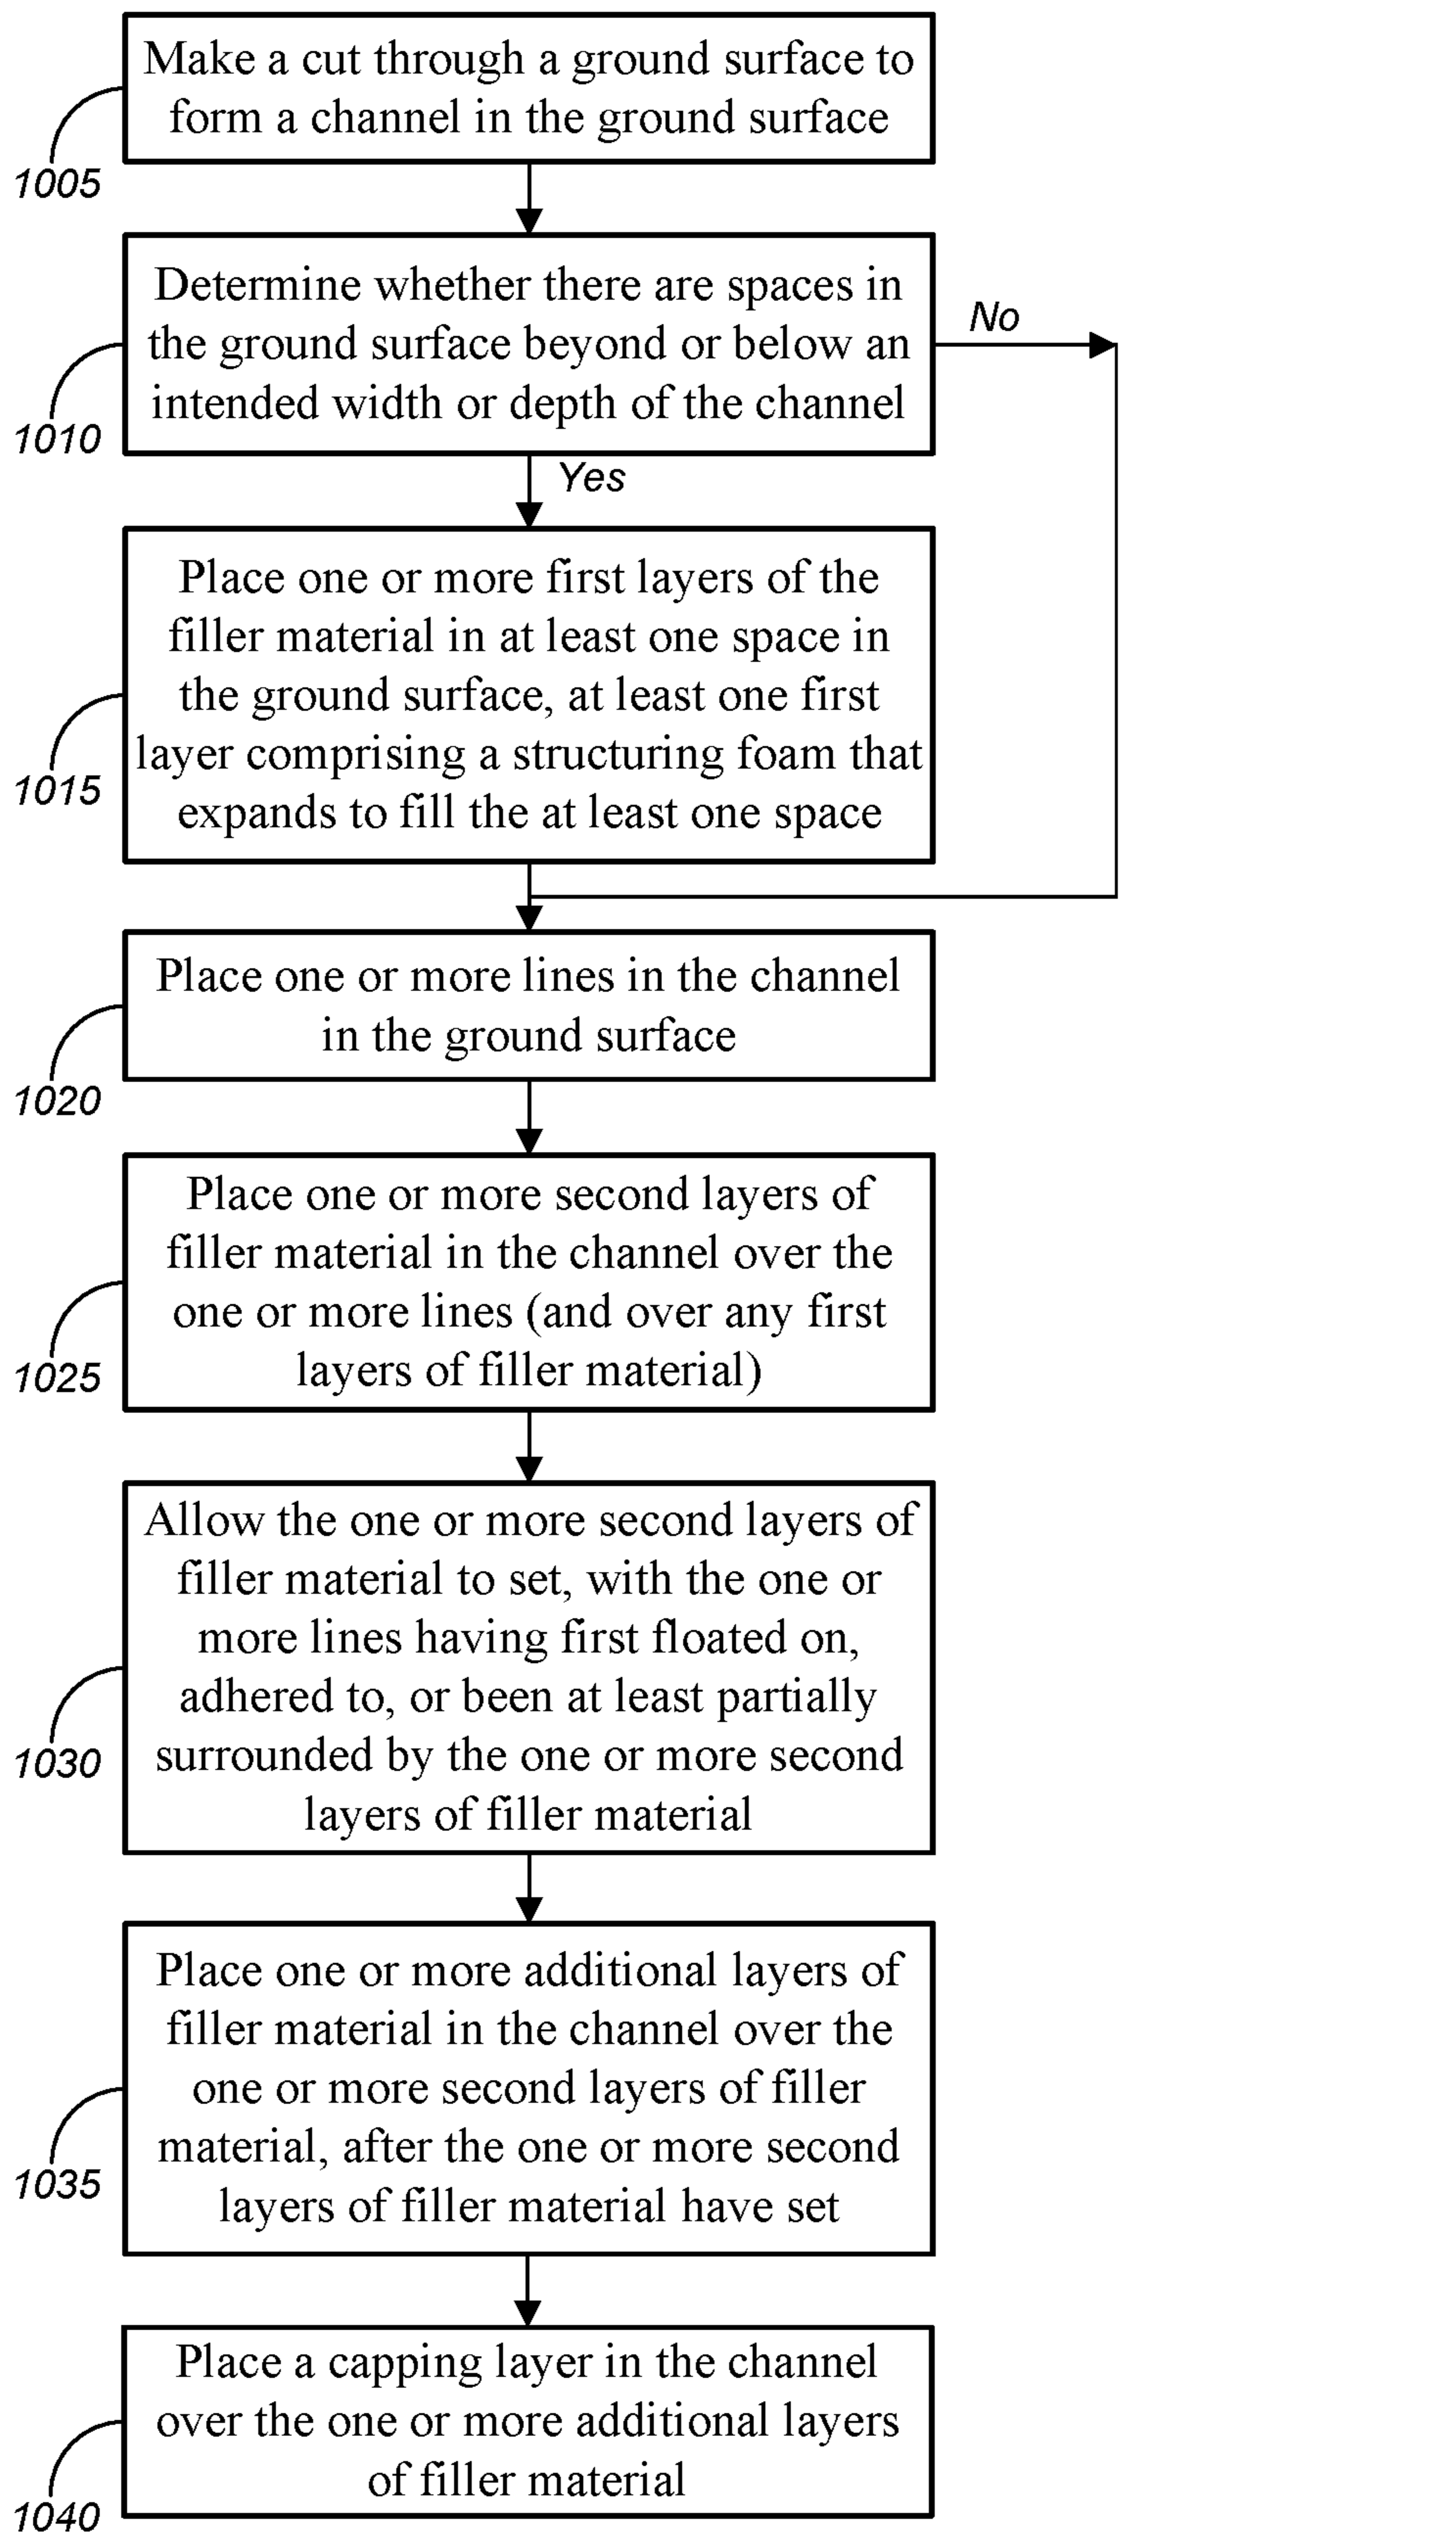 Make a cut through a ground surface to
form a channel in the ground surface
1005
Determine whether there are spaces in
the ground surface beyond or below an
intended width or depth of the channel
No
1010
Yes
Place one or more first layers of the
filler material in at least one space in
the ground surface, at least one first
layer comprising a structuring foam that
expands to fill the at least one space
1015
Place one or more lines in the channel
in the ground surface
1020
Place one or more second layers of
filler material in the channel over the
one or more lines (and over any first
layers of filler material)
1025
Allow the one or more second layers of
filler material to set, with the one or
more lines having first floated on,
adhered to, or been at least partially
surrounded by the one or more second
layers of filler material
1030
Place one or more additional layers of
filler material in the channel over the
one or more second layers of filler
material, after the one or more second
layers of filler material have set
1035
Place a capping layer in the channel
over the one or more additional layers
of filler material
1040